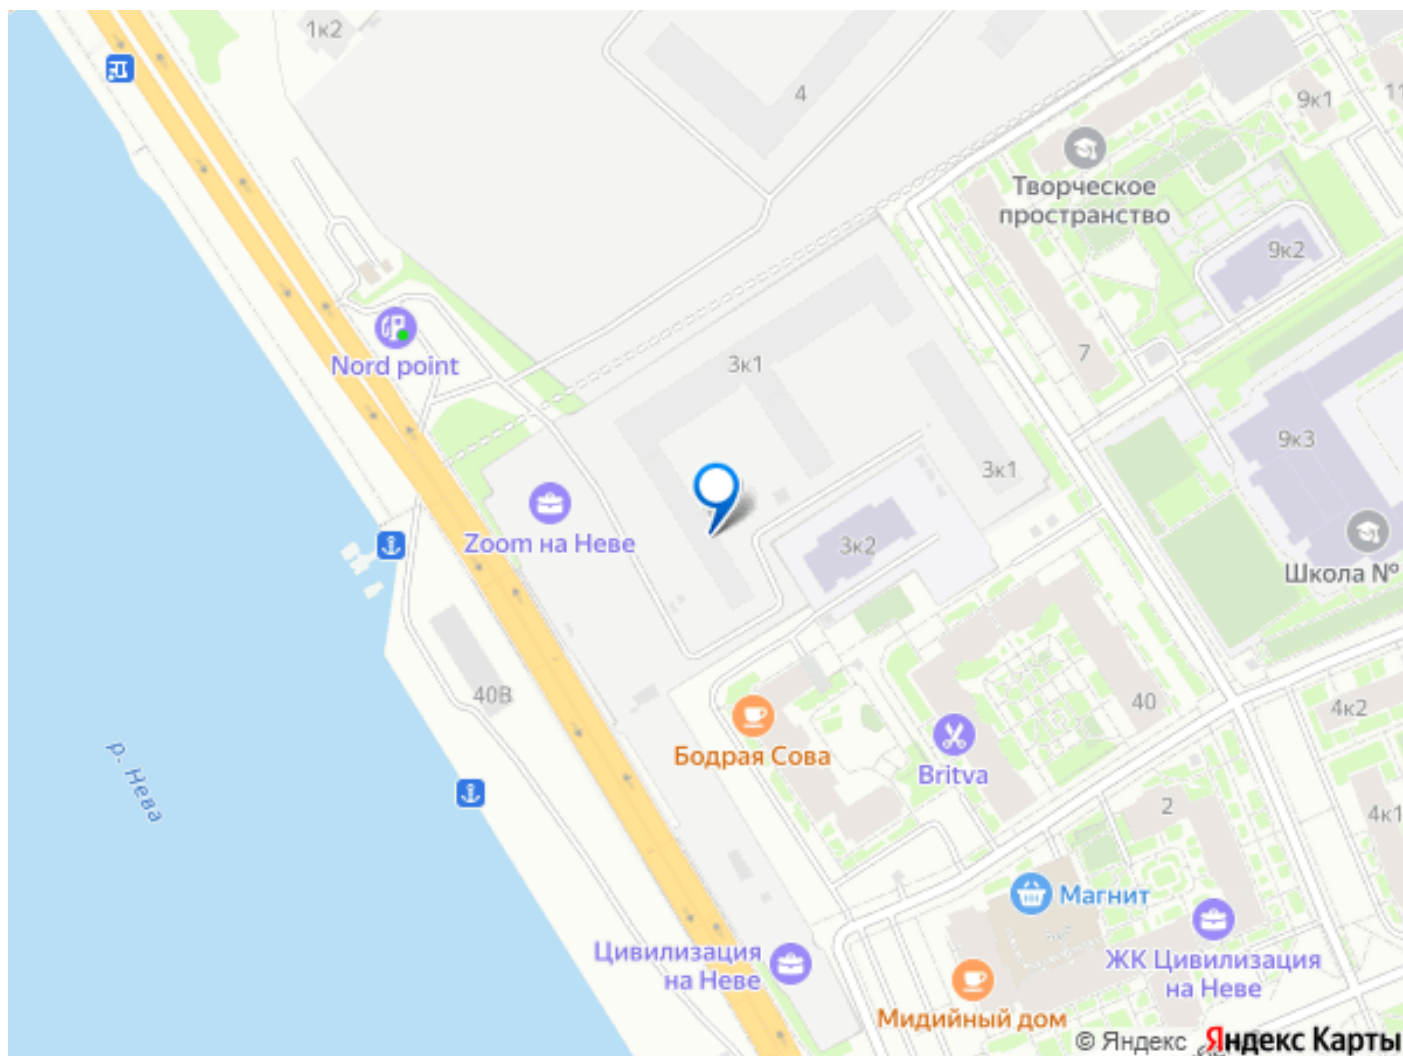 1к2
4
9к1
11
Творческое
пространство
9к2
Nord point
3к1
7
9к3
3к1
Zoom на Неве
3к2
Школа №
40В
40
4к2
Бодрая Сова
Britva
р. Нева
2
4к1
Магнит
Цивилизация
на Неве
ЖК Цивилизация
на Неве
Мидийный дом
© Яндекс Яндекс Карты